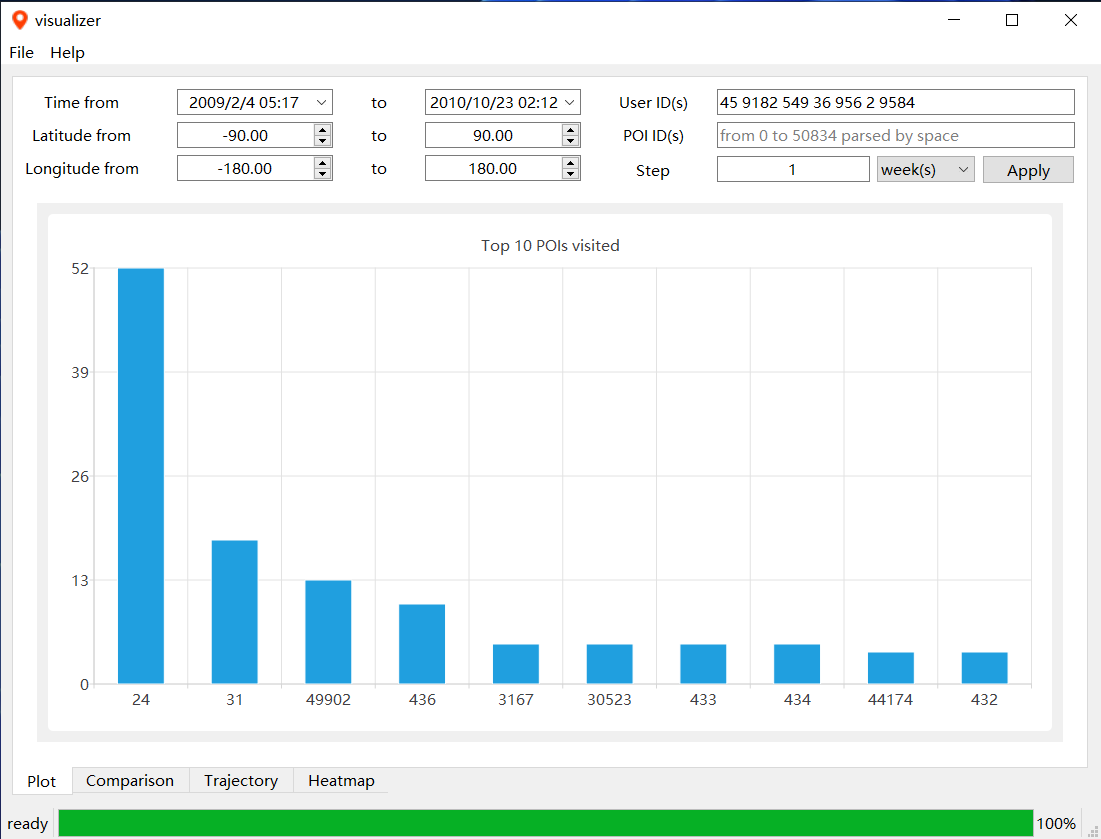 visualizer
File Help
Time from 2009/2/4 05:17 to 2010/10/23 02:12 User ID(s) 45 9182 549 36 956 2 9584
Latitude from -90.00 to 90.00 POI ID(s) from 0 to 50834 parsed by space
Longitude from -180.00 to 180.00 Step 1 week(s) Apply
Top 10 POIs visited
52
39
26
13
0
24 31 49902 436 3167 30523 433 434 44174 432
Plot Comparison Trajectory Heatmap
ready 100%